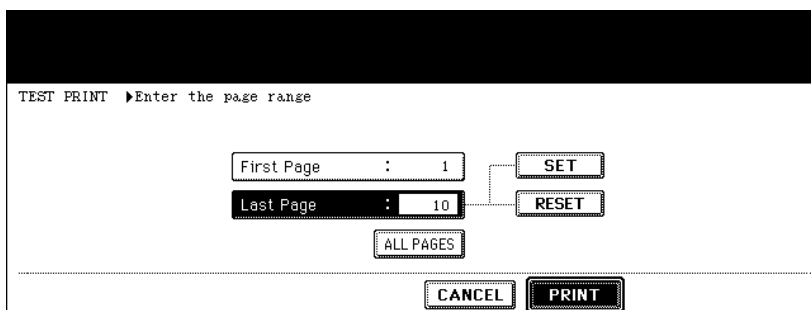 TEST PRINT ▶Enter the page range
First Page : 1 SET
Last Page : 10 RESET
ALL PAGES
CANCEL PRINT